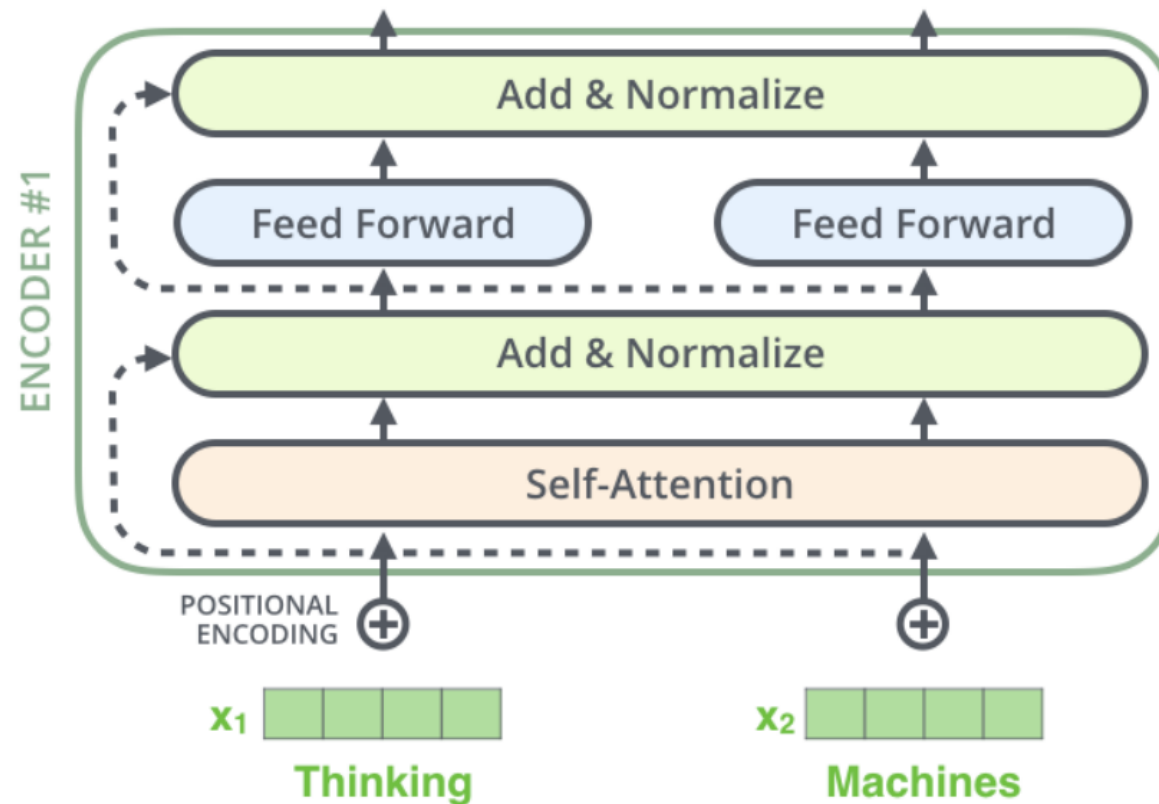 ENCODER #1
Add & Normalize
Feed Forward
Feed Forward
Add & Normalize
Self-Attention
POSITIONAL
ENCODING
x₁
x₂
Thinking
Machines